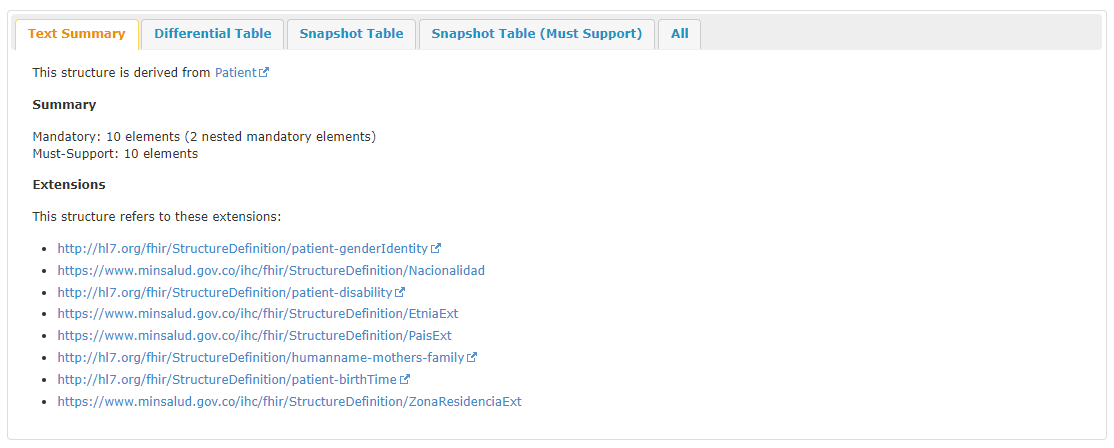 Text Summary Differential Table Snapshot Table Snapshot Table (Must Support) All
This structure is derived from Patient
Summary
Mandatory: 10 elements (2 nested mandatory elements)
Must-Support: 10 elements
Extensions
This structure refers to these extensions:
• http://hl7.org/fhir/StructureDefinition/patient-genderIdentity
• https://www.minsalud.gov.co/ihc/fhir/StructureDefinition/Nacionalidad
• http://hl7.org/fhir/StructureDefinition/patient-disability
• https://www.minsalud.gov.co/ihc/fhir/StructureDefinition/EtniaExt
• https://www.minsalud.gov.co/ihc/fhir/StructureDefinition/PaisExt
• http://hl7.org/fhir/StructureDefinition/humanname-mothers-family
• http://hl7.org/fhir/StructureDefinition/patient-birthTime
• https://www.minsalud.gov.co/ihc/fhir/StructureDefinition/ZonaResidenciaExt